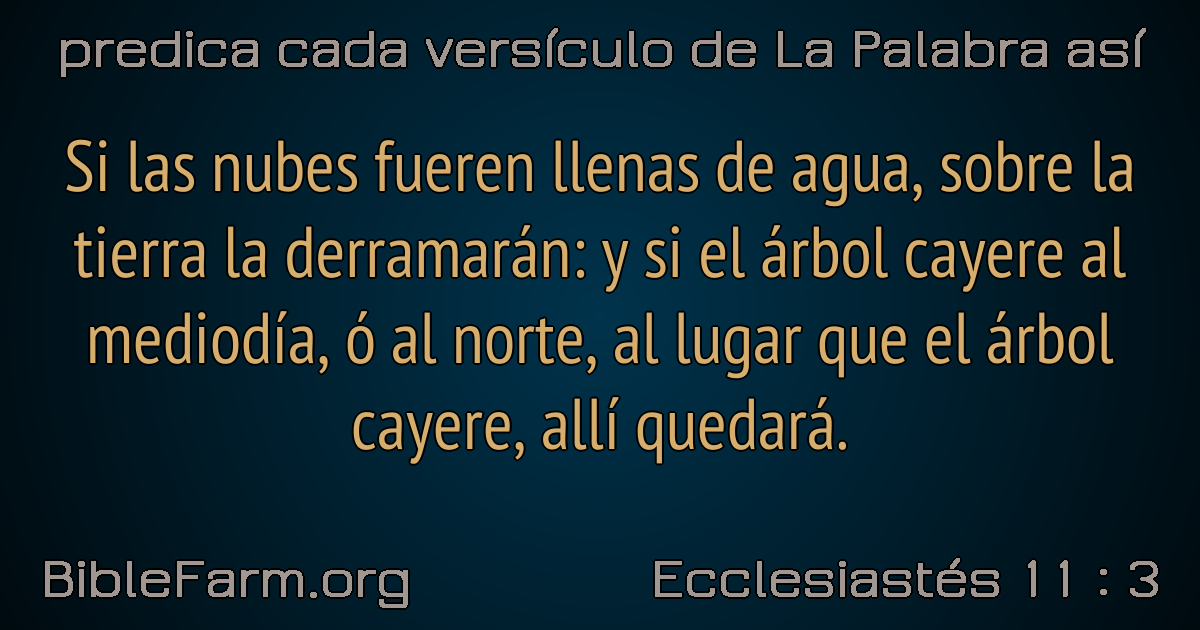 predica cada versículo de La Palabra así
Si las nubes fueren llenas de agua, sobre la
tierra la derramarán: y si el árbol cayere al
mediodía, ó al norte, al lugar que el árbol
cayere, allí quedará.
BibleFarm.org
Ecclesiastés 11 : 3